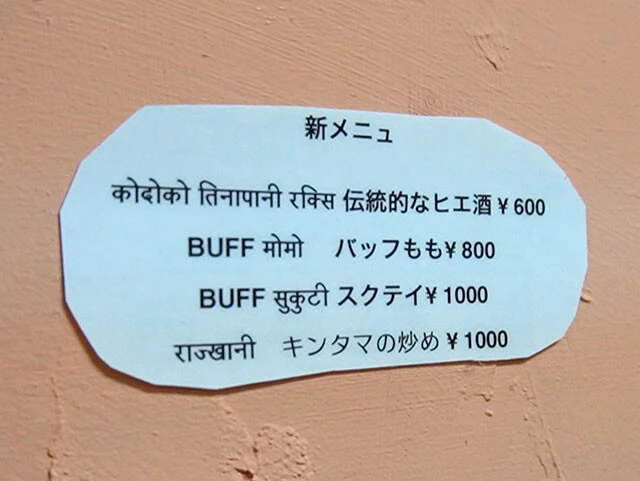 新メニュ
कोदोको तिनापानी रक्सि 伝統的なヒエ酒 ¥ 600
BUFF मोमो バッフもも¥ 800
BUFF सुकुटी スクテイ¥ 1000
राज्खानी キンタマの炒め ¥ 1000